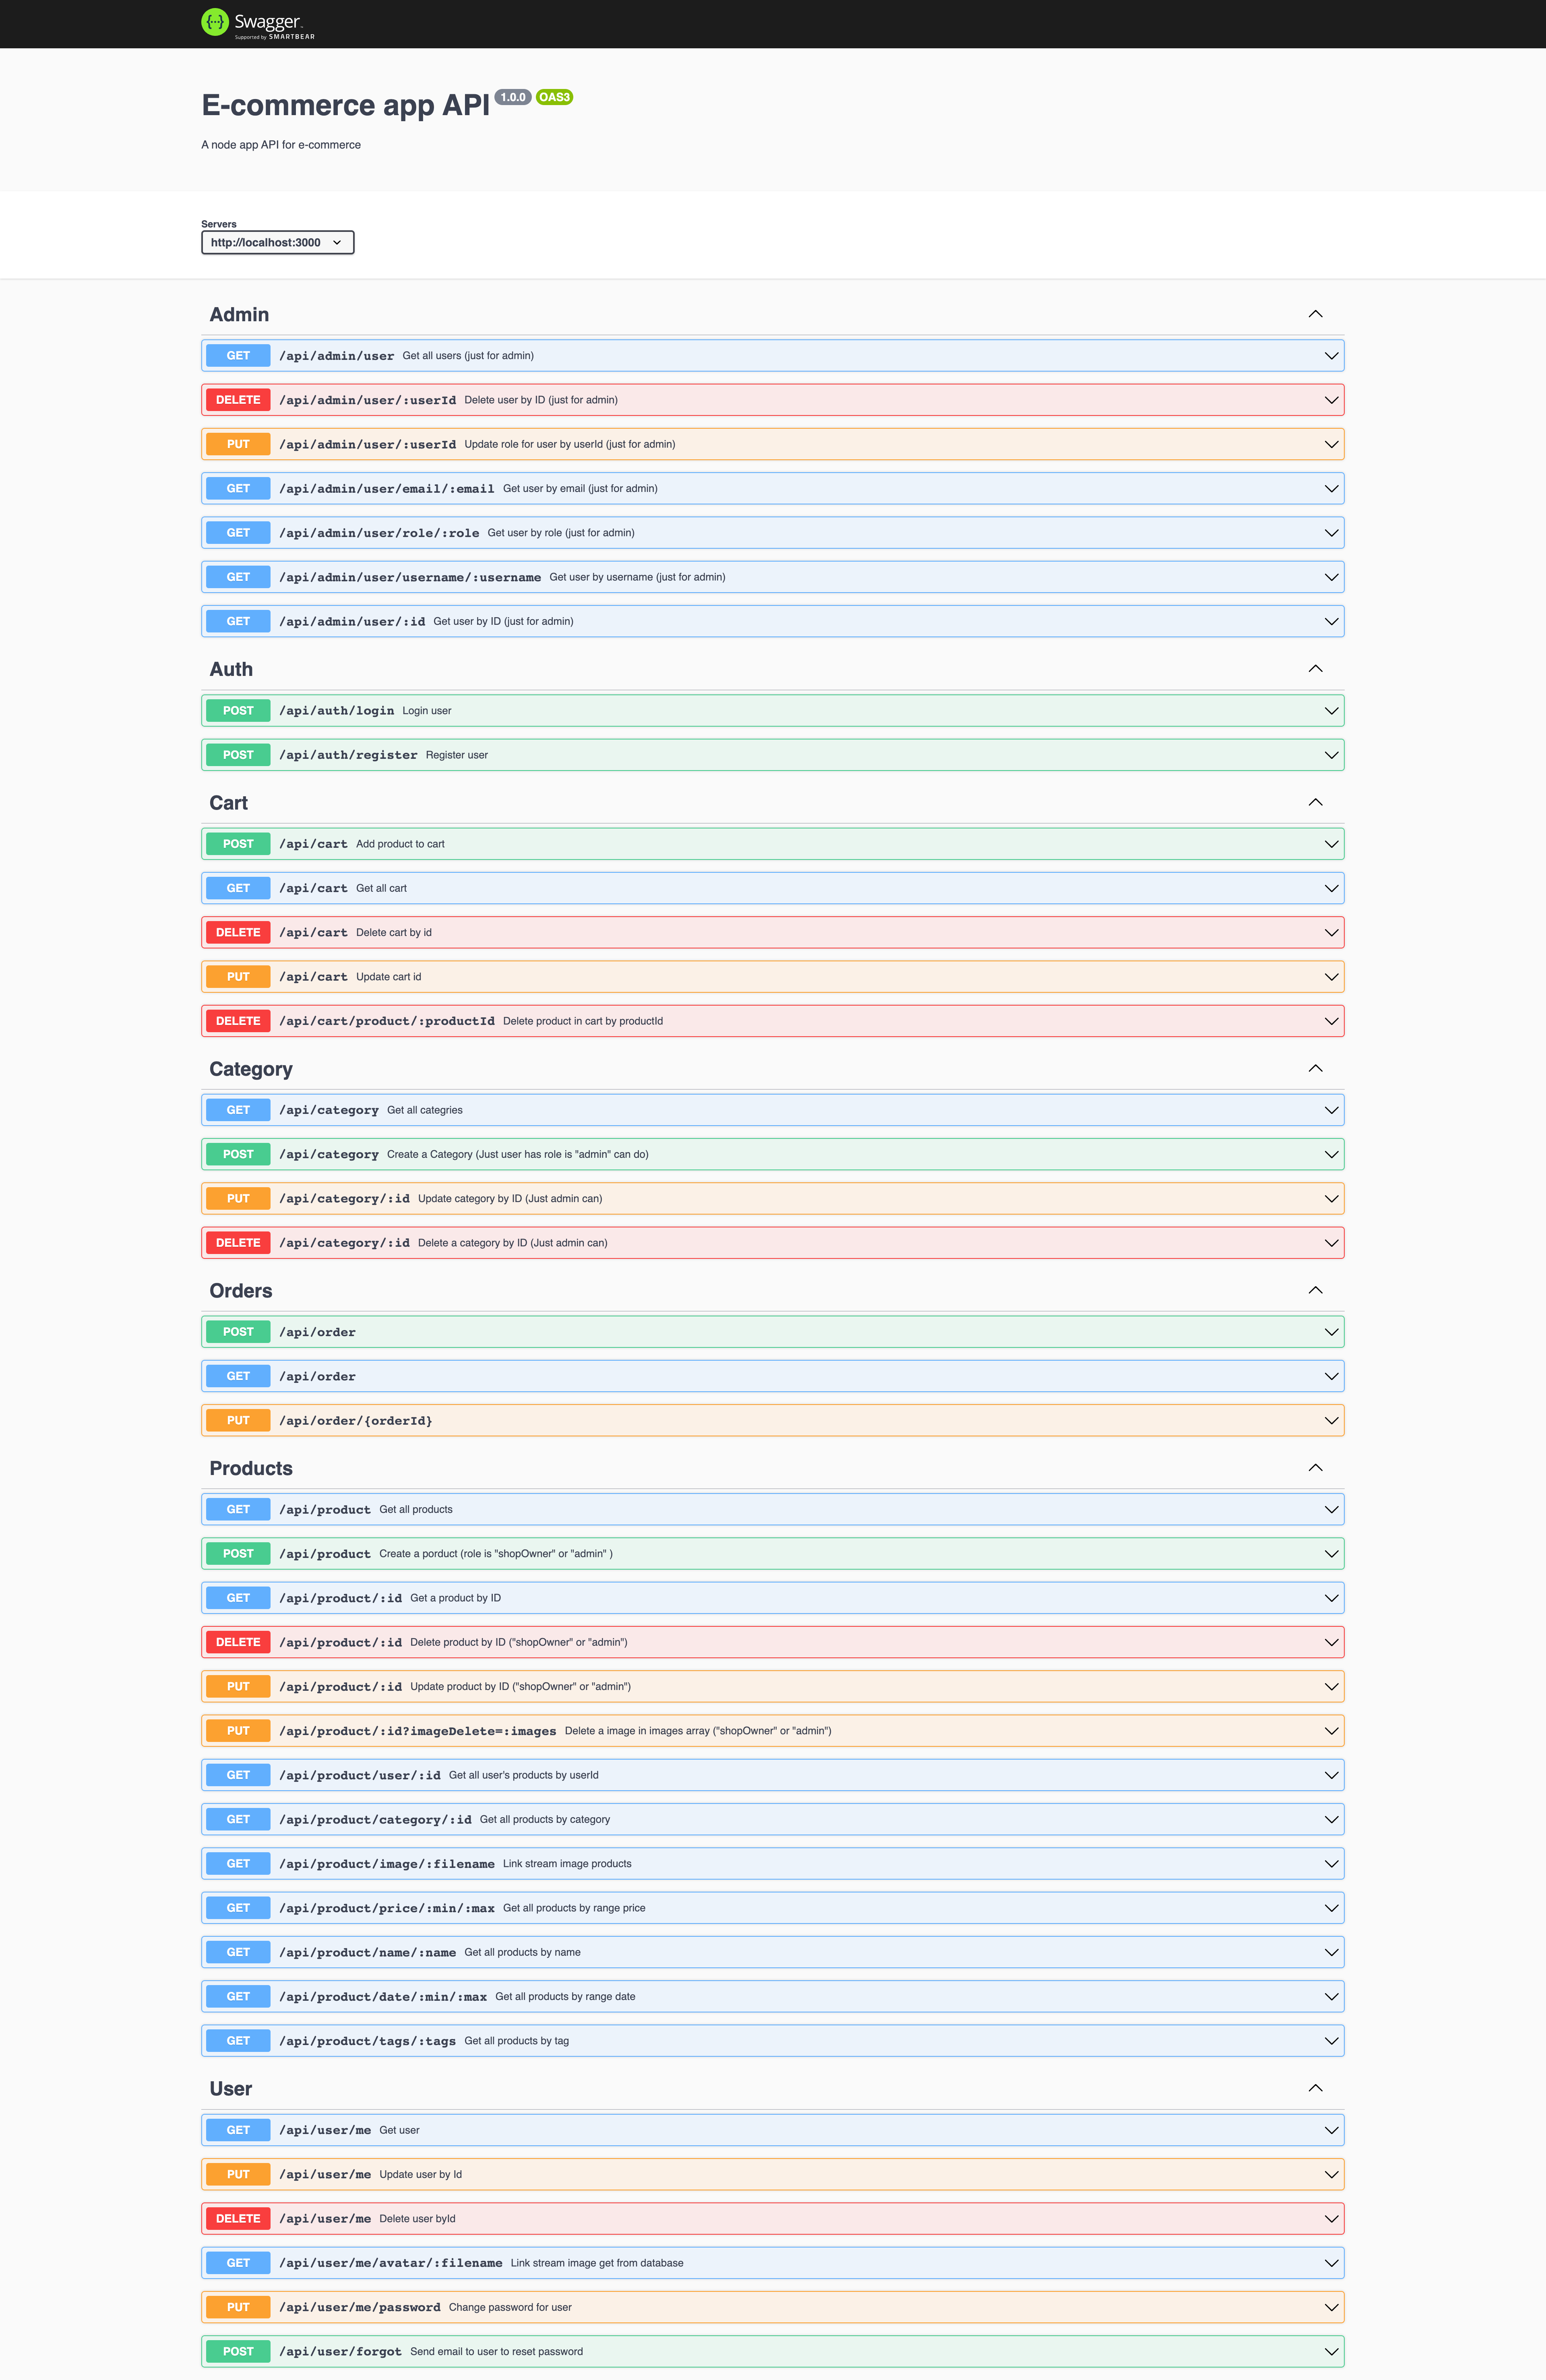 Swagger.
Supported by SMARTBEAR
E-commerce app API 1.0.0 OAS3
A node app API for e-commerce
Servers
http://localhost:3000
Admin
GET /api/admin/user Get all users (just for admin)
DELETE /api/admin/user/:userId Delete user by ID (just for admin)
PUT /api/admin/user/:userId Update role for user by userId (just for admin)
GET /api/admin/user/email/:email Get user by email (just for admin)
GET /api/admin/user/role/:role Get user by role (just for admin)
GET /api/admin/user/username/:username Get user by username (just for admin)
GET /api/admin/user/:id Get user by ID (just for admin)
Auth
POST /api/auth/login Login user
POST /api/auth/register Register user
Cart
POST /api/cart Add product to cart
GET /api/cart Get all cart
DELETE /api/cart Delete cart by id
PUT /api/cart Update cart id
DELETE /api/cart/product/:productId Delete product in cart by productId
Category
GET /api/category Get all categries
POST /api/category Create a Category (Just user has role is "admin" can do)
PUT /api/category/:id Update category by ID (Just admin can)
DELETE /api/category/:id Delete a category by ID (Just admin can)
Orders
POST /api/order
GET /api/order
PUT /api/order/{orderId}
Products
GET /api/product Get all products
POST /api/product Create a porduct (role is "shopOwner" or "admin" )
GET /api/product/:id Get a product by ID
DELETE /api/product/:id Delete product by ID ("shopOwner" or "admin")
PUT /api/product/:id Update product by ID ("shopOwner" or "admin")
PUT /api/product/:id?imageDelete=:images Delete a image in images array ("shopOwner" or "admin")
GET /api/product/user/:id Get all user's products by userId
GET /api/product/category/:id Get all products by category
GET /api/product/image/:filename Link stream image products
GET /api/product/price/:min/:max Get all products by range price
GET /api/product/name/:name Get all products by name
GET /api/product/date/:min/:max Get all products by range date
GET /api/product/tags/:tags Get all products by tag
User
GET /api/user/me Get user
PUT /api/user/me Update user by Id
DELETE /api/user/me Delete user byId
GET /api/user/me/avatar/:filename Link stream image get from database
PUT /api/user/me/password Change password for user
POST /api/user/forgot Send email to user to reset password